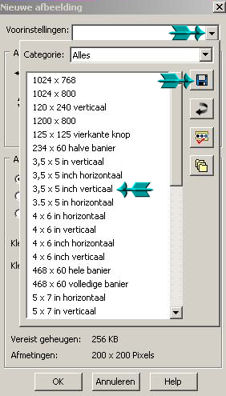 Nieuwe afbeelding
Voorinstellingen:
Categorie: Alles
1024 x 768
1024 x 800
120 x 240 verticaal
1200 x 800
125 x 125 vierkante knop
234 x 60 halve banier
3,5 x 5 in verticaal
3,5 x 5 inch horizontaal
3,5 x 5 inch verticaal
3.5 x 5 in horizontaal
4 x 6 in horizontaal
4 x 6 in verticaal
4 x 6 inch horizontaal
4 x 6 inch verticaal
468 x 60 hele banier
468 x 60 volledige banier
5 x 7 in horizontaal
5 x 7 in verticaal
Vereist geheugen: 256 KB
Afmetingen: 200 x 200 Pixels
OK Annuleren Help